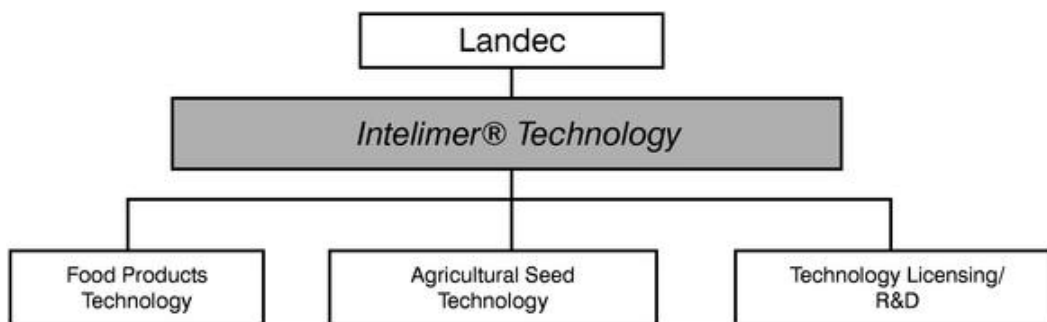 Landec
Intelimer® Technology
Food Products
Technology
Agricultural Seed
Technology
Technology Licensing/
R&D